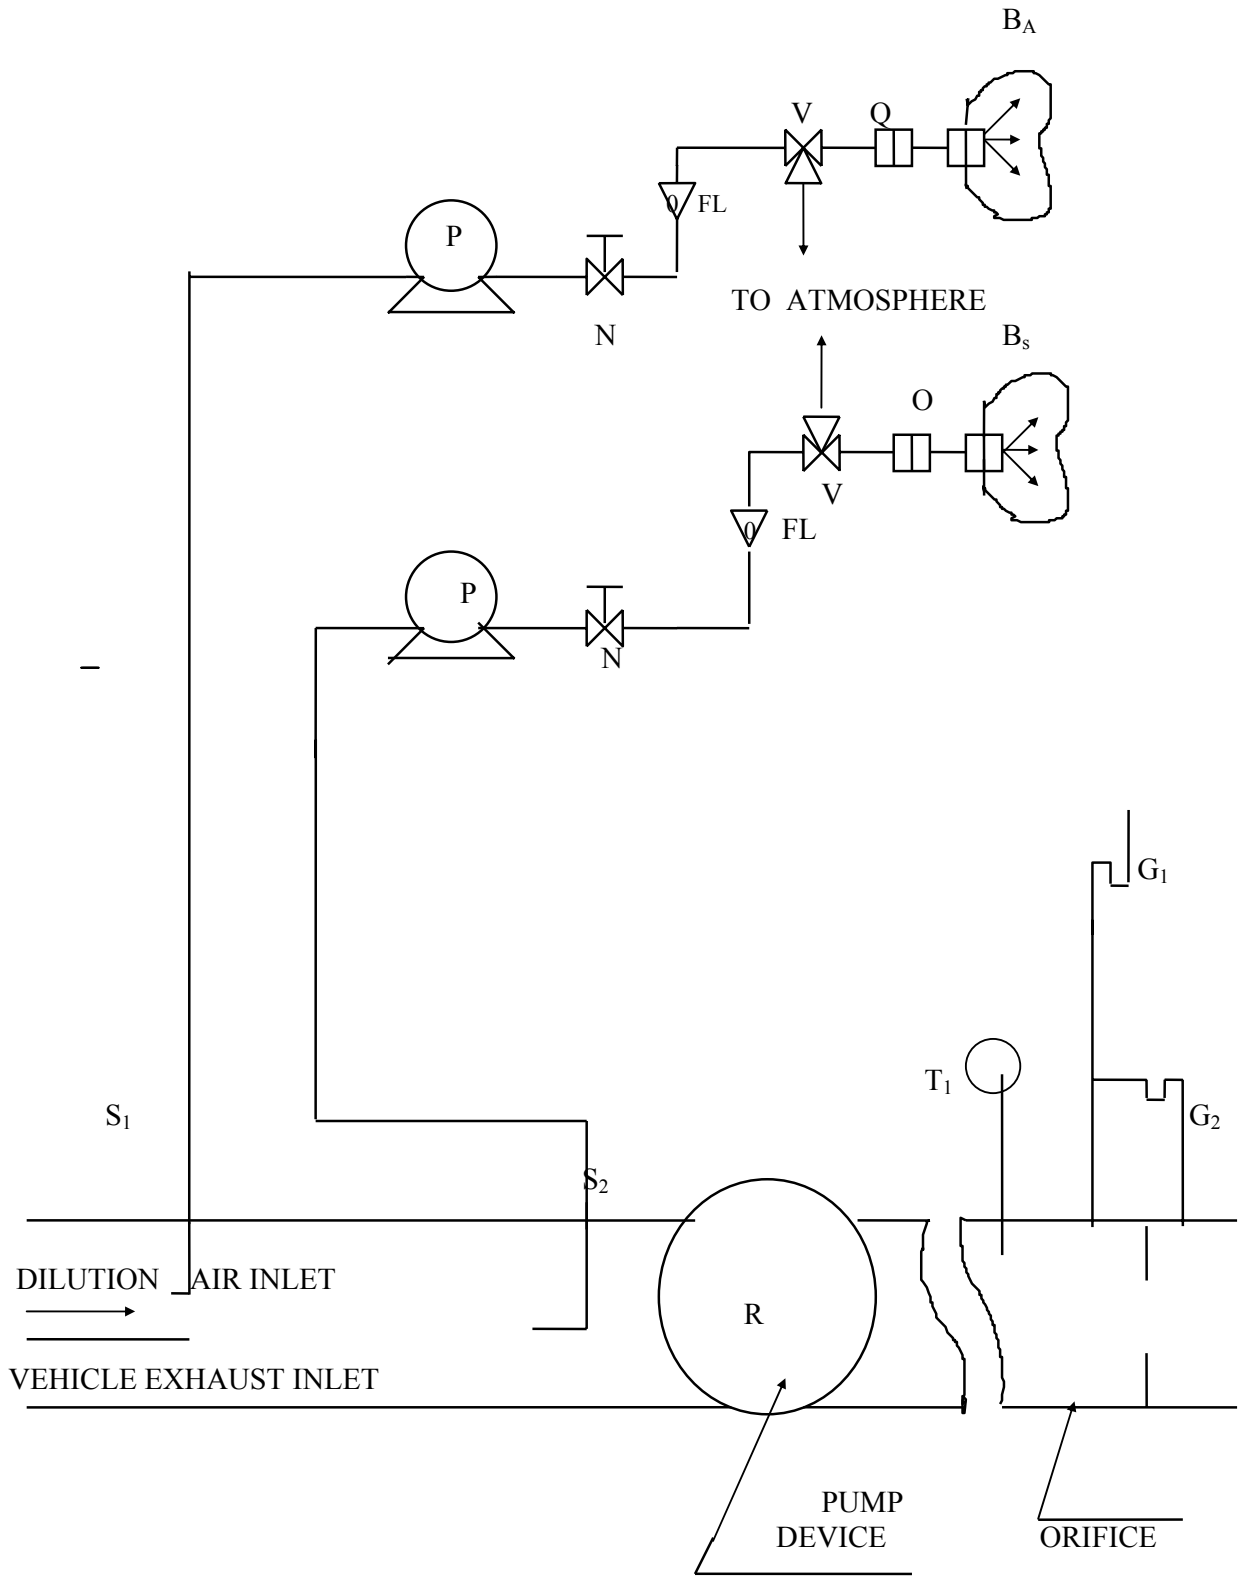 B_A
V
Q
0 FL
P
TO ATMOSPHERE
N
B_s
O
V
0 FL
P
N
G_1
T_1
S_1
G_2
S_2
DILUTION AIR INLET
R
VEHICLE EXHAUST INLET
PUMP
DEVICE
ORIFICE